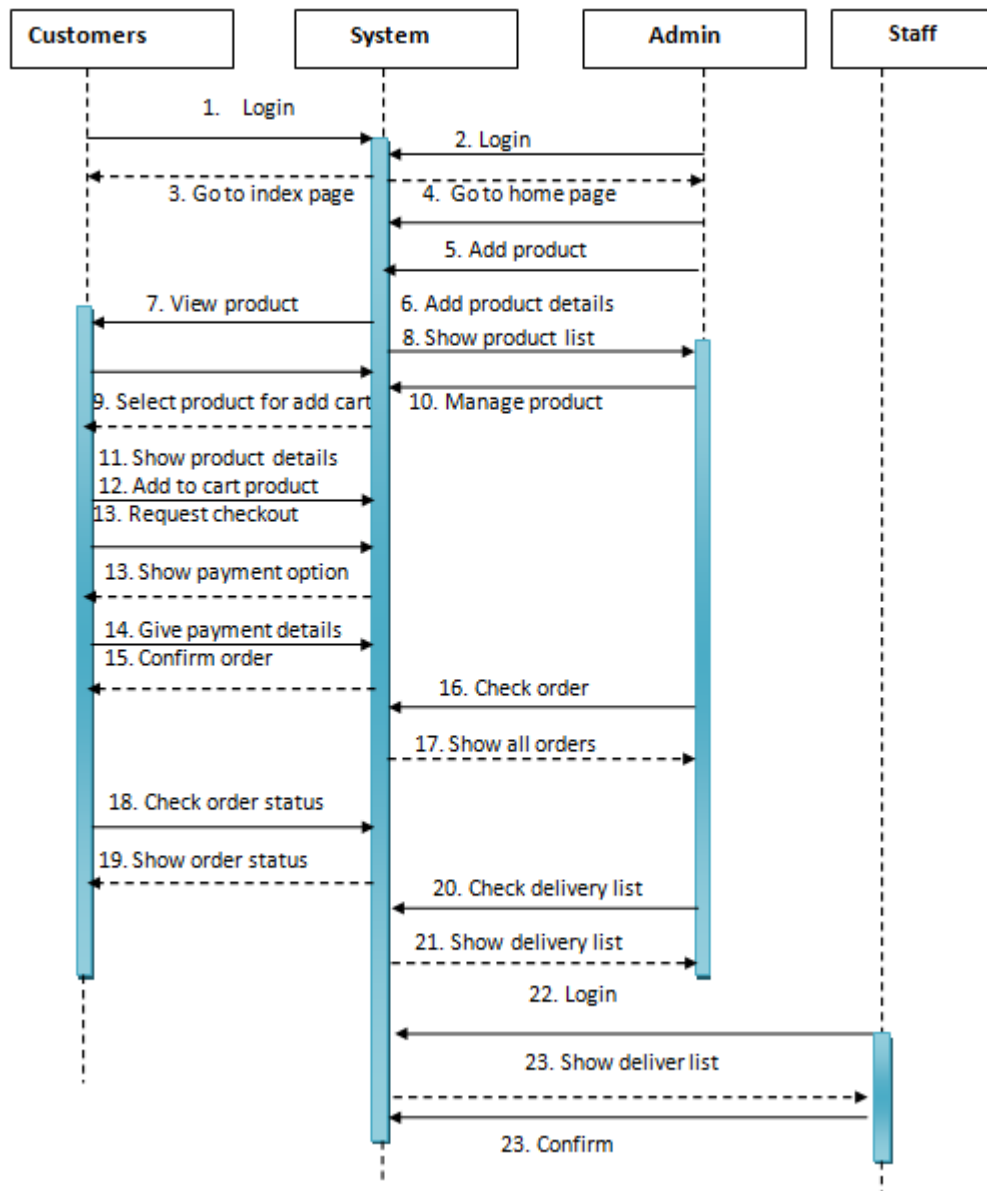 Customers
System
Admin
Staff
1. Login
2. Login
3. Go to index page
4. Go to home page
5. Add product
7. View product
6. Add product details
8. Show product list
9. Select product for add cart
10. Manage product
11. Show product details
12. Add to cart product
13. Request checkout
13. Show payment option
14. Give payment details
15. Confirm order
16. Check order
17. Show all orders
18. Check order status
19. Show order status
20. Check delivery list
21. Show delivery list
22. Login
23. Show deliver list
23. Confirm